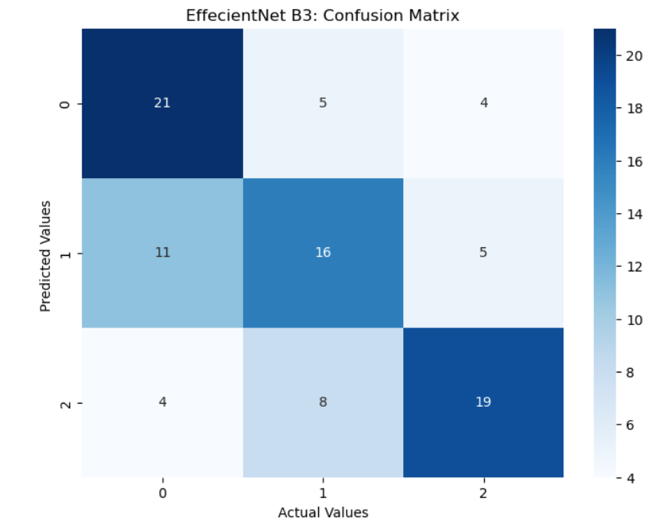 EffecientNet B3: Confusion Matrix
0 21 5 4
1 11 16 5
2 4 8 19
0 1 2
Predicted Values
Actual Values
20
18
16
14
12
10
8
6
4